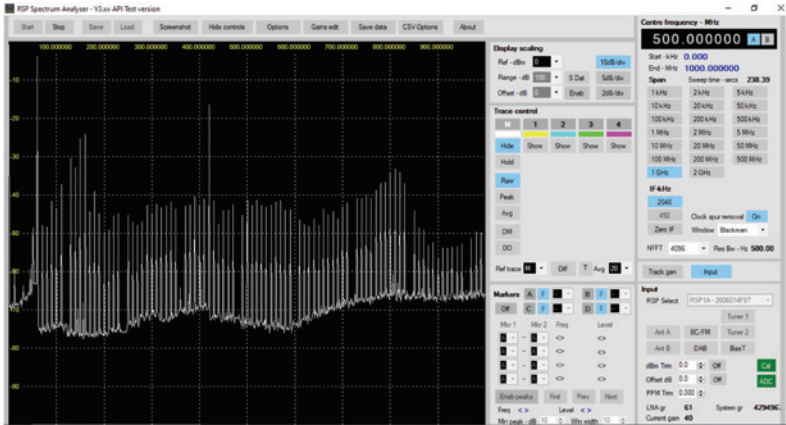 RSP Spectrum Analyser - V3.xx API Test version
Start Stop Save Load Screenshot Hide controls Options Gains edit Save data CSV Options About
100.000000 200.000000 300.000000 400.000000 500.000000 600.000000 700.000000 800.000000 900.000000
-10
-20
-30
-40
-50
-60
-70
-80
-90
Display scaling
Ref - dBm 0 10dB/div
Range - dB 100 S Dal 5dB/div
Offset - dB 0 Enab 2dB/div
Trace control
M 1 2 3 4
Hide Show Show Show Show
Hold
Raw
Peak
Avg
DM
DO
Ref trace M Diff T Avg 20
Markers A F B F
Off C F D F
Mkr 1 Mkr 2 Freq Level
- <> <>
- <> <>
- <> <>
- <> <>
Enab peaks First Prev Next
Freq < > Level < >
Min peak - dB 10 Win width 10
Centre frequency - MHz
500.000000 A B
Start - kHz 0.000
End - MHz 1000.000000
Span Sweep time - secs 238.39
1 kHz 2 kHz 5 kHz
10 kHz 20 kHz 50 kHz
100 kHz 200 kHz 500 kHz
1 MHz 2 MHz 5 MHz
10 MHz 20 MHz 50 MHz
100 MHz 200 MHz 500 MHz
1 GHz 2 GHz
IF-kHz
2048
450 Clock spur removal On
Zero IF Window Blackman
NFFT 4096 Res Bw - Hz 500.00
Track gen Input
Input
RSP Select RSP1A - 2006014F97
Tuner 1
Ant A BC/FM Tuner 2
Ant B DAB BiasT
dBm Trim 0.0 Off Cal
Offset dB 0.0 Off ADC
PPM Trim 0.000
LNA gr 61 System gr 4294967
Current gain 40